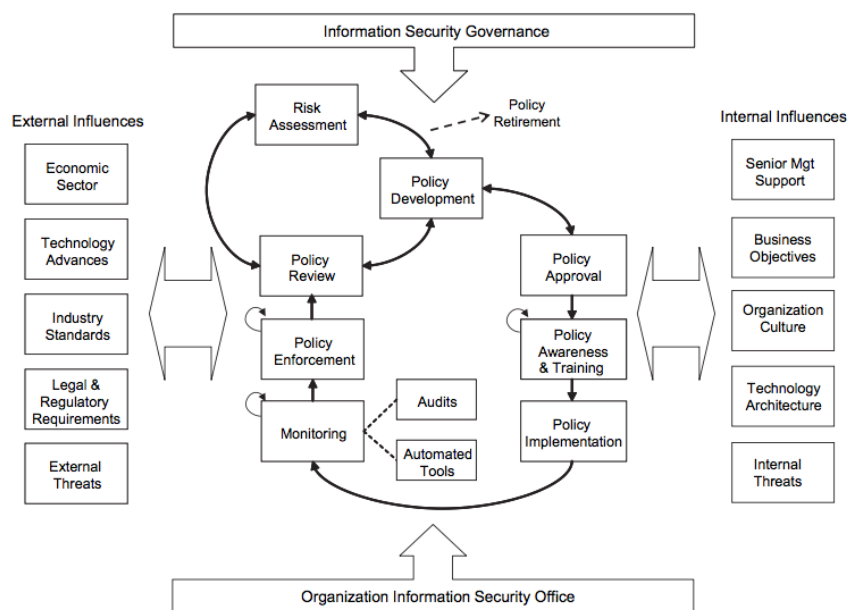 Information Security Governance
External Influences
Economic
Sector
Technology
Advances
Industry
Standards
Legal &
Regulatory
Requirements
External
Threats
Risk
Assessment
Policy
Retirement
Policy
Development
Policy
Review
Policy
Enforcement
Monitoring
Audits
Automated
Tools
Policy
Approval
Policy
Awareness
& Training
Policy
Implementation
Internal Influences
Senior Mgt
Support
Business
Objectives
Organization
Culture
Technology
Architecture
Internal
Threats
Organization Information Security Office